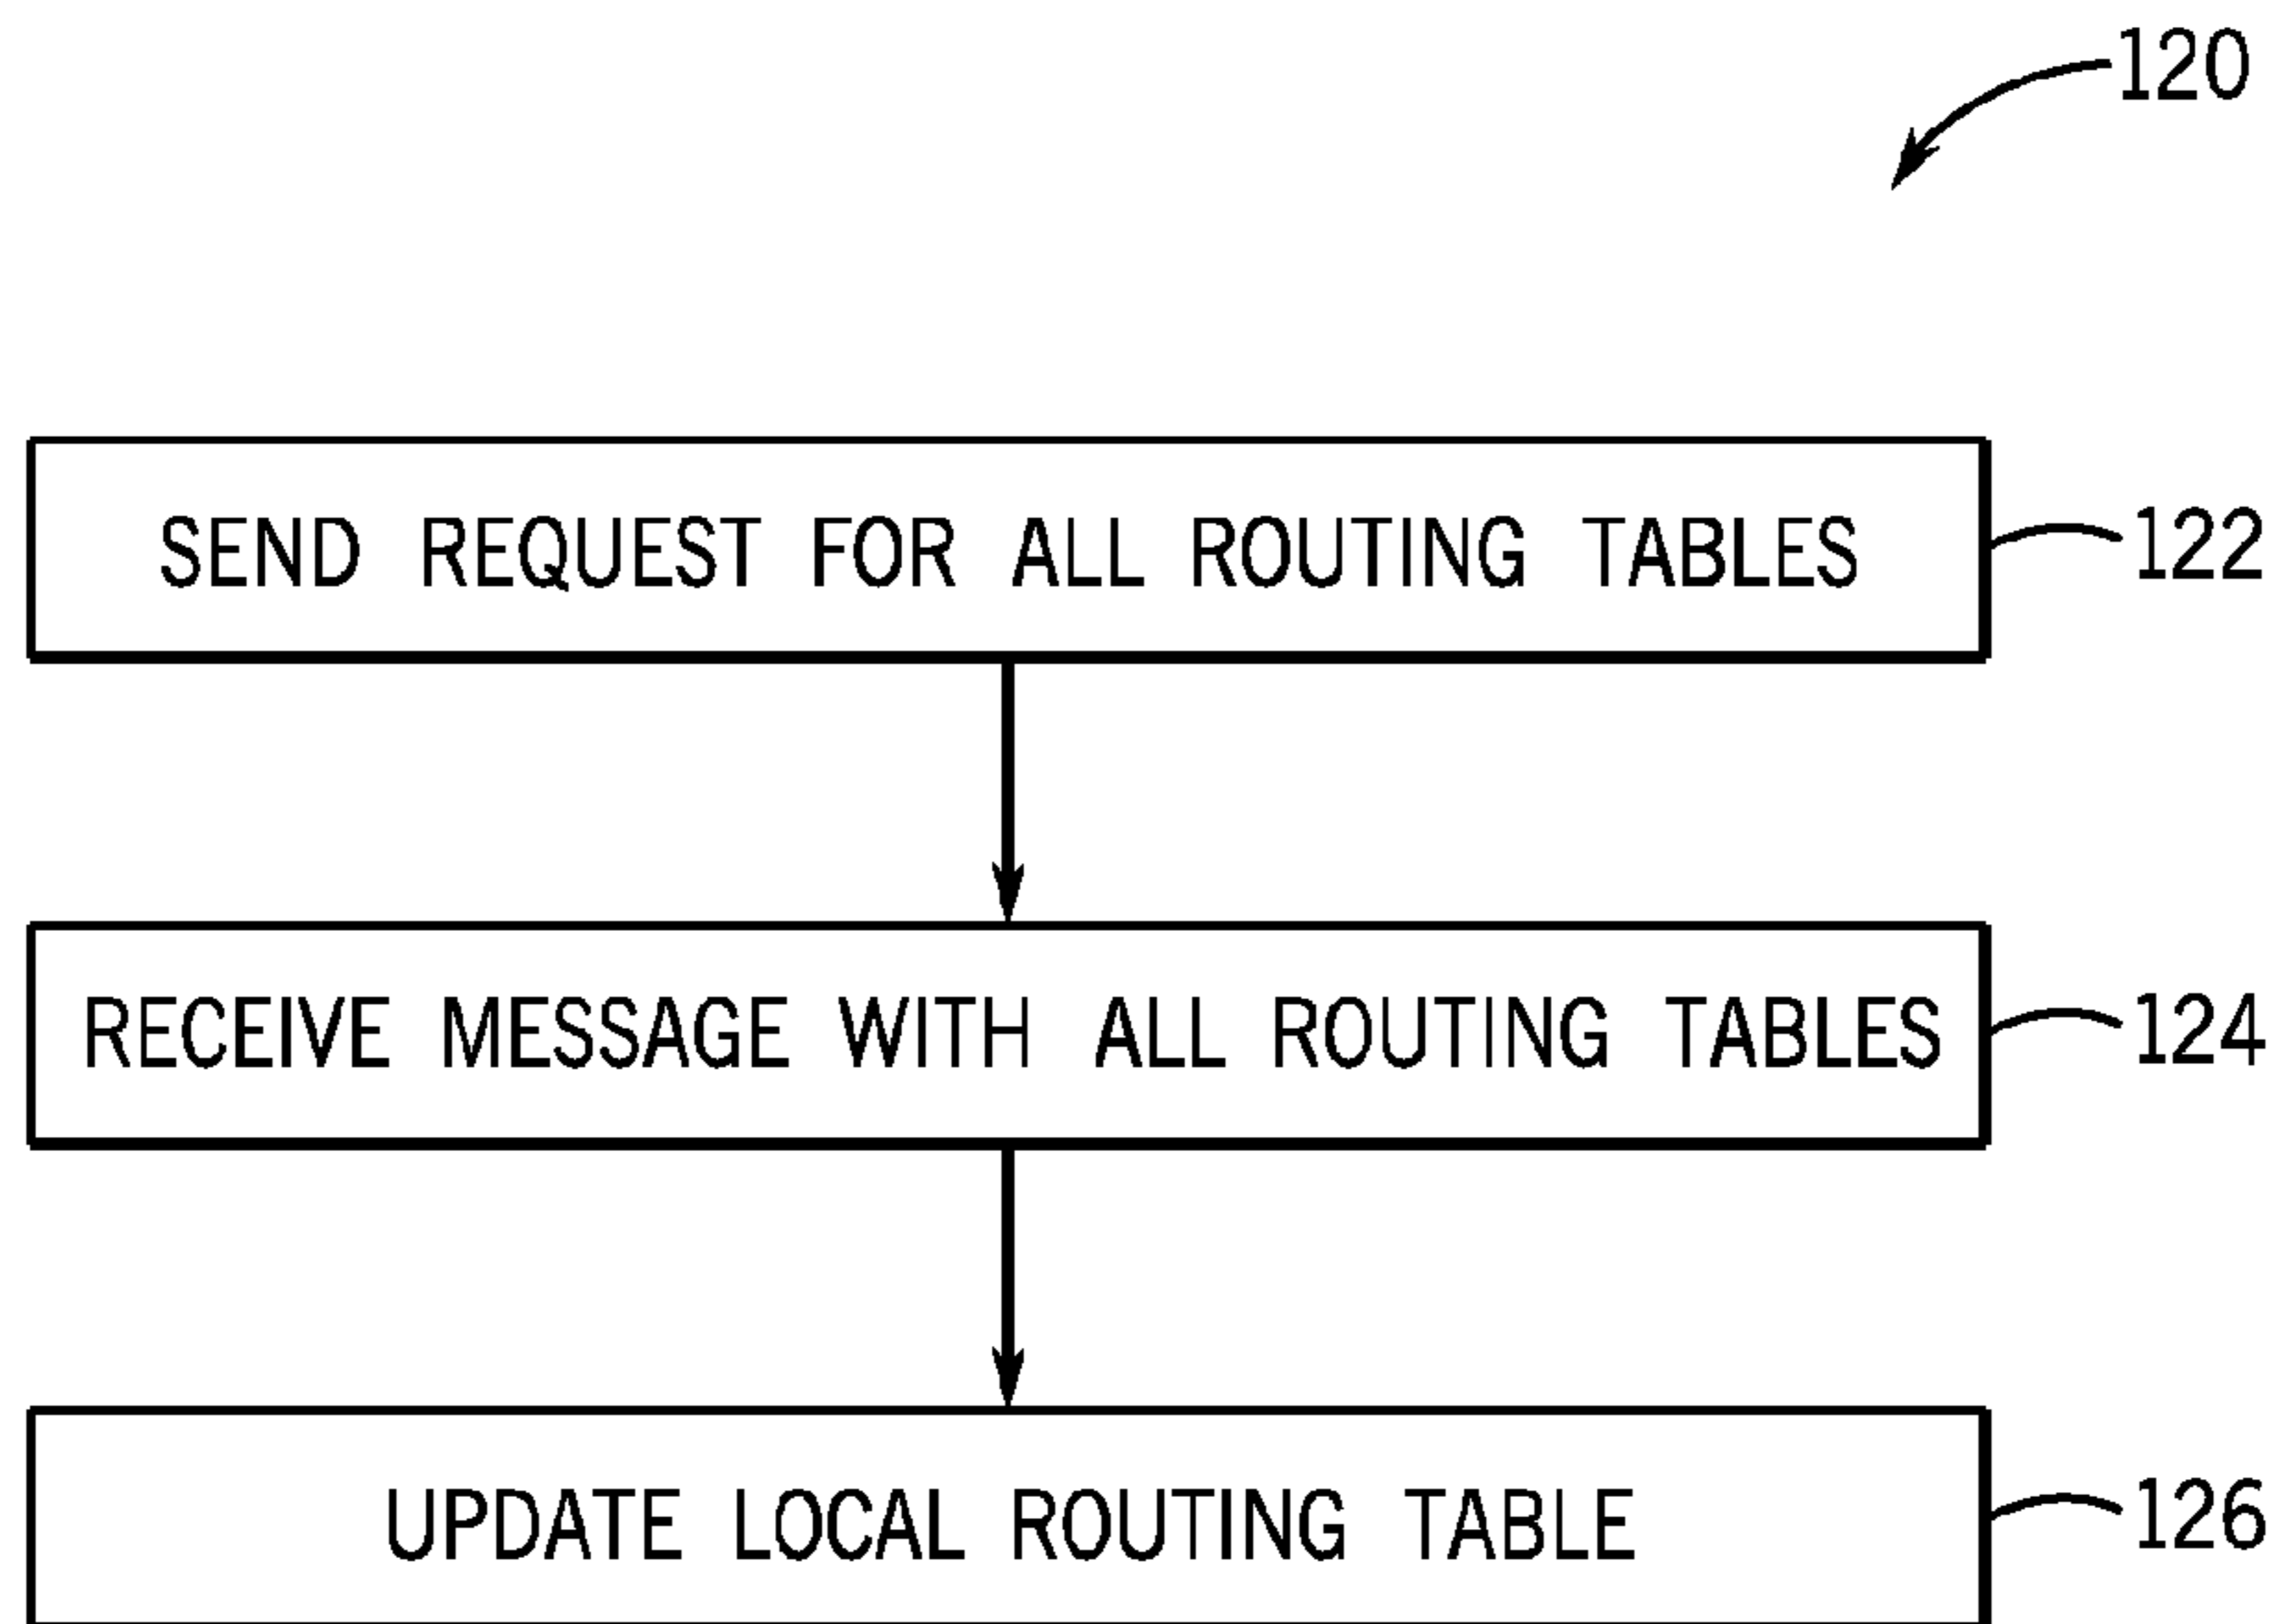 120
SEND REQUEST FOR ALL ROUTING TABLES
122
RECEIVE MESSAGE WITH ALL ROUTING TABLES
124
UPDATE LOCAL ROUTING TABLE
126